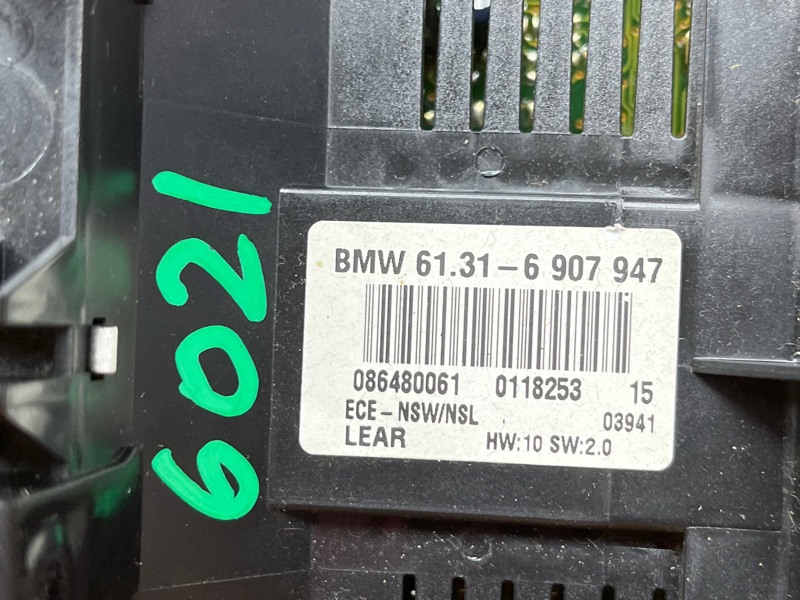 6021
BMW 61.31-6 907 947
086480061 0118253 15
ECE-NSW/NSL 03941
LEAR HW:10 SW:2.0